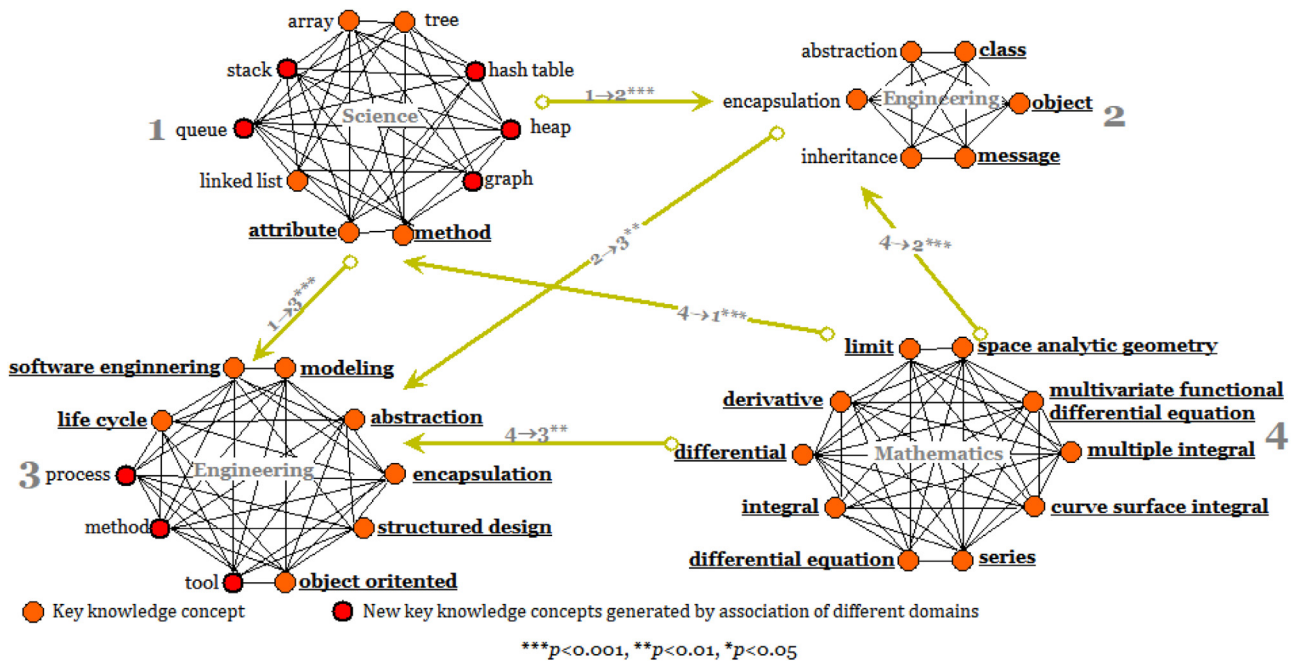 array
tree
stack
hash table
Science
1
queue
heap
linked list
graph
attribute
method
1→2***
abstraction
class
encapsulation
Engineering
object
2
inheritance
message
2→3**
4→2***
1→3***
4→1***
software enginnering
modeling
life cycle
abstraction
3
process
Engineering
encapsulation
method
structured design
tool
object oritented
4→3**
limit
space analytic geometry
derivative
multivariate functional
differential equation
differential
Mathematics
multiple integral
4
integral
curve surface integral
differential equation
series
Key knowledge concept
New key knowledge concepts generated by association of different domains
***p<0.001, **p<0.01, *p<0.05